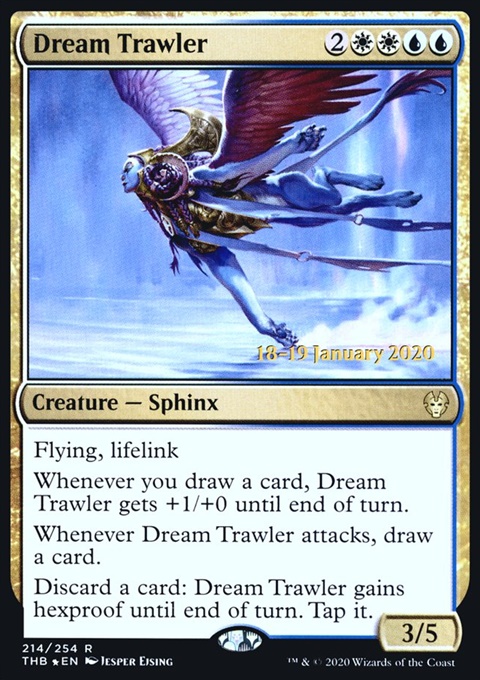 Dream Trawler 2
18–19 January 2020
Creature — Sphinx
Flying, lifelink
Whenever you draw a card, Dream
Trawler gets +1/+0 until end of turn.
Whenever Dream Trawler attacks, draw
a card.
Discard a card: Dream Trawler gains
hexproof until end of turn. Tap it.
3/5
214/254 R
THB ★ EN Jesper Eising ™ & © 2020 Wizards of the Coast